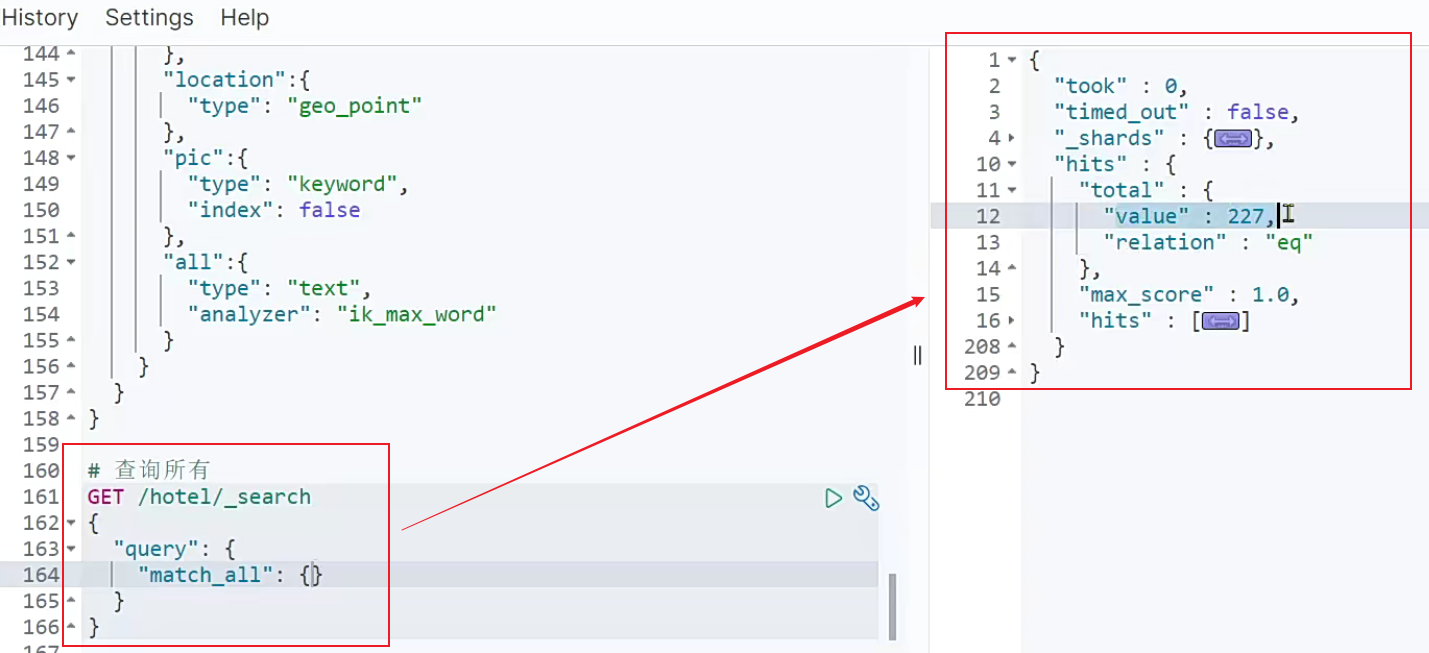 History Settings Help
144 },
145 "location":{
146 "type": "geo_point"
147 },
148 "pic":{
149 "type": "keyword",
150 "index": false
151 },
152 "all":{
153 "type": "text",
154 "analyzer": "ik_max_word"
155 }
156 }
157 }
158 }
159
160 # 查询所有
161 GET /hotel/_search
162 {
163 "query": {
164 "match_all": {}
165 }
166 }
167
1 {
2 "took" : 0,
3 "timed_out" : false,
4 "_shards" : {},
10 "hits" : {
11 "total" : {
12 "value" : 227,
13 "relation" : "eq"
14 },
15 "max_score" : 1.0,
16 "hits" : []
208 }
209 }
210